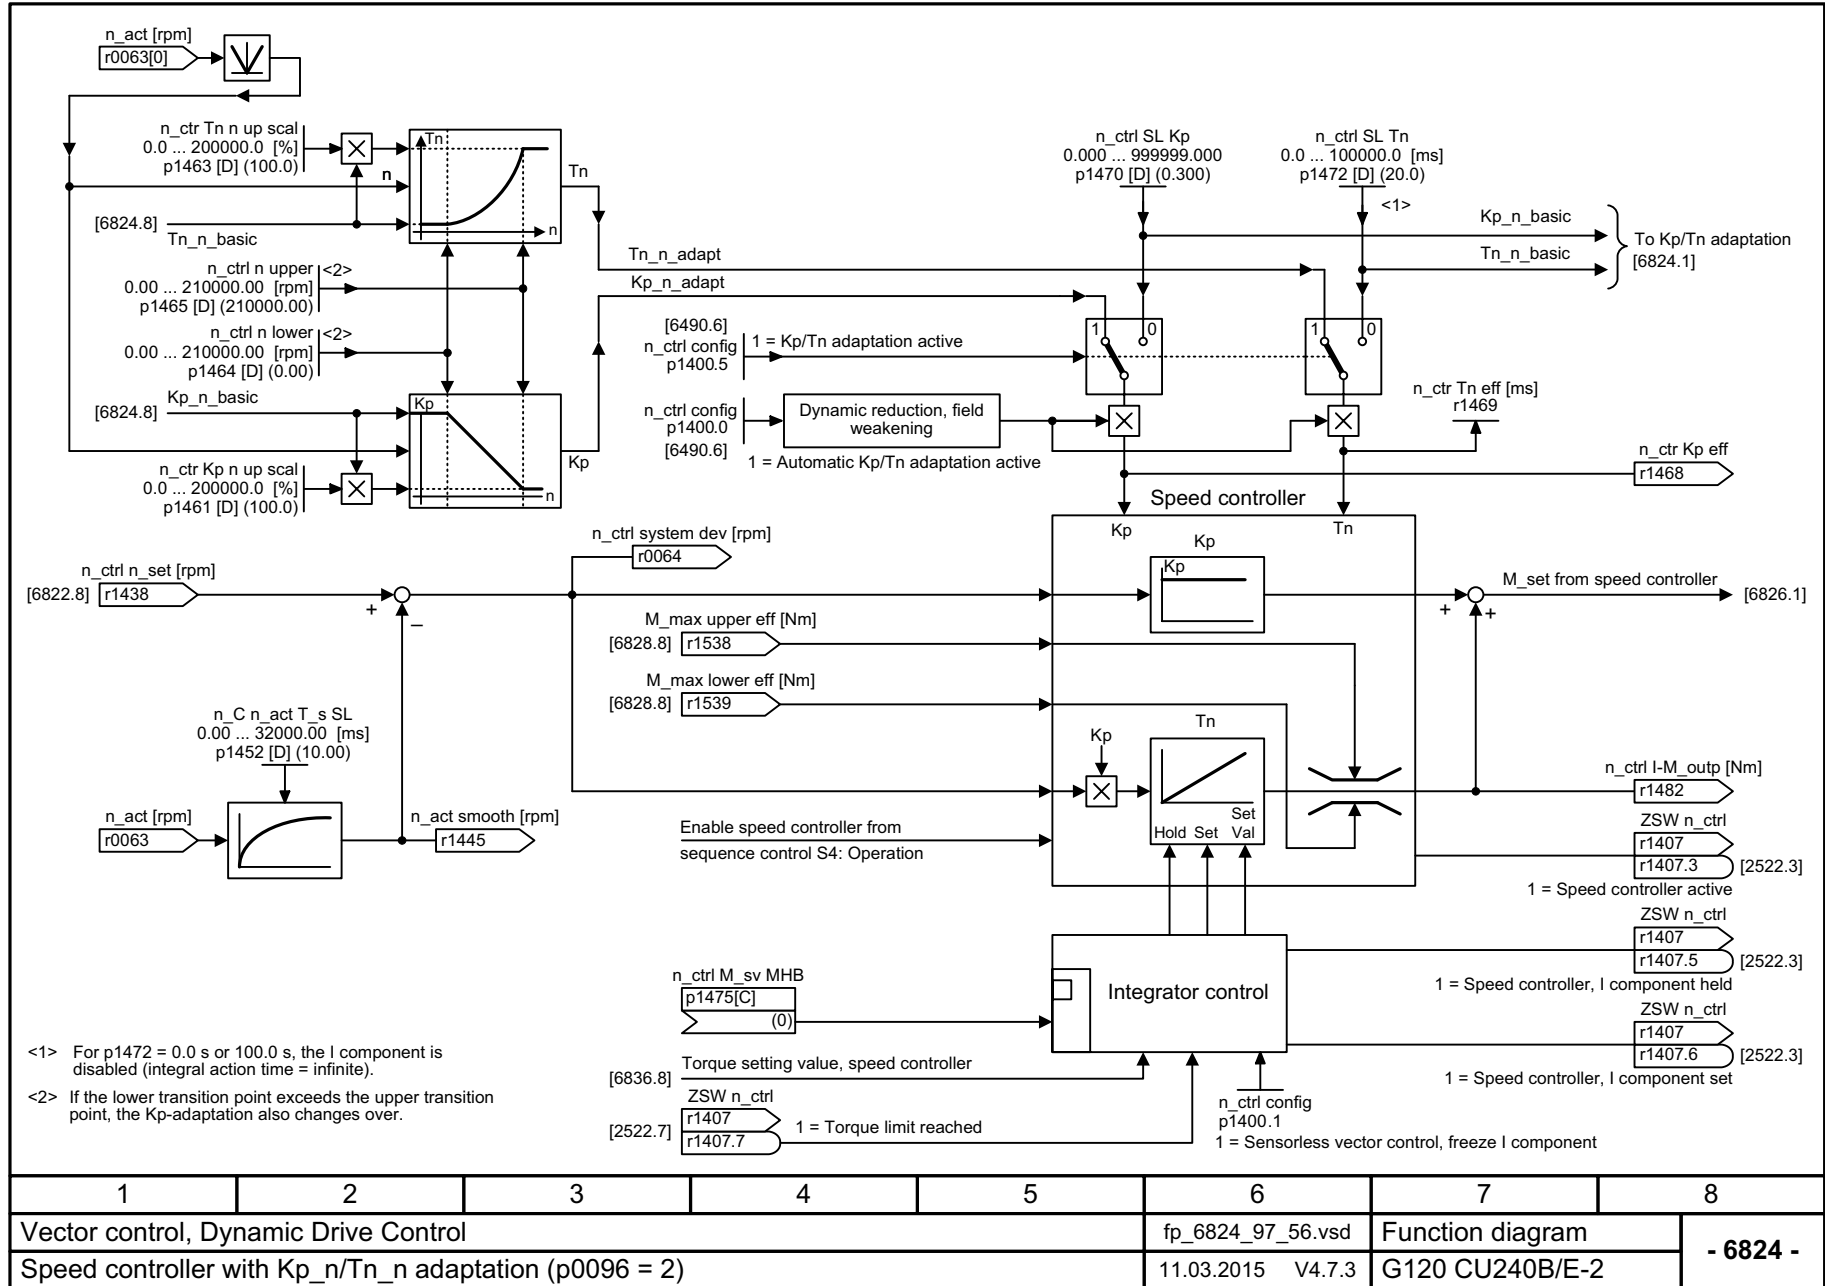 n_act [rpm]
r0063[0]
n_ctr Tn n up scal
0.0 ... 200000.0 [%]
p1463 [D] (100.0)
n
Tn
n
Tn
[6824.8]
Tn_n_basic
n_ctrl n upper
<2>
0.00 ... 210000.00 [rpm]
p1465 [D] (210000.00)
n_ctrl n lower
<2>
0.00 ... 210000.00 [rpm]
p1464 [D] (0.00)
Kp_n_basic
[6824.8]
Kp
n
Kp
n_ctr Kp n up scal
0.0 ... 200000.0 [%]
p1461 [D] (100.0)
Tn_n_adapt
Kp_n_adapt
n_ctrl SL Kp
0.000 ... 999999.000
p1470 [D] (0.300)
n_ctrl SL Tn
0.0 ... 100000.0 [ms]
p1472 [D] (20.0)
<1>
Kp_n_basic
Tn_n_basic
To Kp/Tn adaptation
[6824.1]
[6490.6]
n_ctrl config
p1400.5
1 = Kp/Tn adaptation active
1
0
1
0
n_ctrl config
p1400.0
[6490.6]
Dynamic reduction, field
weakening
1 = Automatic Kp/Tn adaptation active
n_ctr Tn eff [ms]
r1469
n_ctr Kp eff
r1468
Speed controller
Kp
Tn
n_ctrl system dev [rpm]
r0064
n_ctrl n_set [rpm]
[6822.8]
r1438
+
–
Kp
Kp
M_set from speed controller
+
+
[6826.1]
M_max upper eff [Nm]
[6828.8]
r1538
M_max lower eff [Nm]
[6828.8]
r1539
n_C n_act T_s SL
0.00 ... 32000.00 [ms]
p1452 [D] (10.00)
n_act [rpm]
r0063
n_act smooth [rpm]
r1445
Kp
Tn
Set
Hold Set Val
Enable speed controller from
sequence control S4: Operation
n_ctrl I-M_outp [Nm]
r1482
ZSW n_ctrl
r1407
r1407.3
[2522.3]
1 = Speed controller active
ZSW n_ctrl
r1407
r1407.5
[2522.3]
1 = Speed controller, I component held
ZSW n_ctrl
r1407
r1407.6
[2522.3]
1 = Speed controller, I component set
n_ctrl M_sv MHB
p1475[C]
(0)
Integrator control
[6836.8]
Torque setting value, speed controller
ZSW n_ctrl
r1407
[2522.7]
r1407.7
1 = Torque limit reached
n_ctrl config
p1400.1
1 = Sensorless vector control, freeze I component
<1> For p1472 = 0.0 s or 100.0 s, the I component is
disabled (integral action time = infinite).
<2> If the lower transition point exceeds the upper transition
point, the Kp-adaptation also changes over.
1 2 3 4 5 6 7 8
Vector control, Dynamic Drive Control
fp_6824_97_56.vsd
Function diagram
- 6824 -
Speed controller with Kp_n/Tn_n adaptation (p0096 = 2)
11.03.2015 V4.7.3
G120 CU240B/E-2